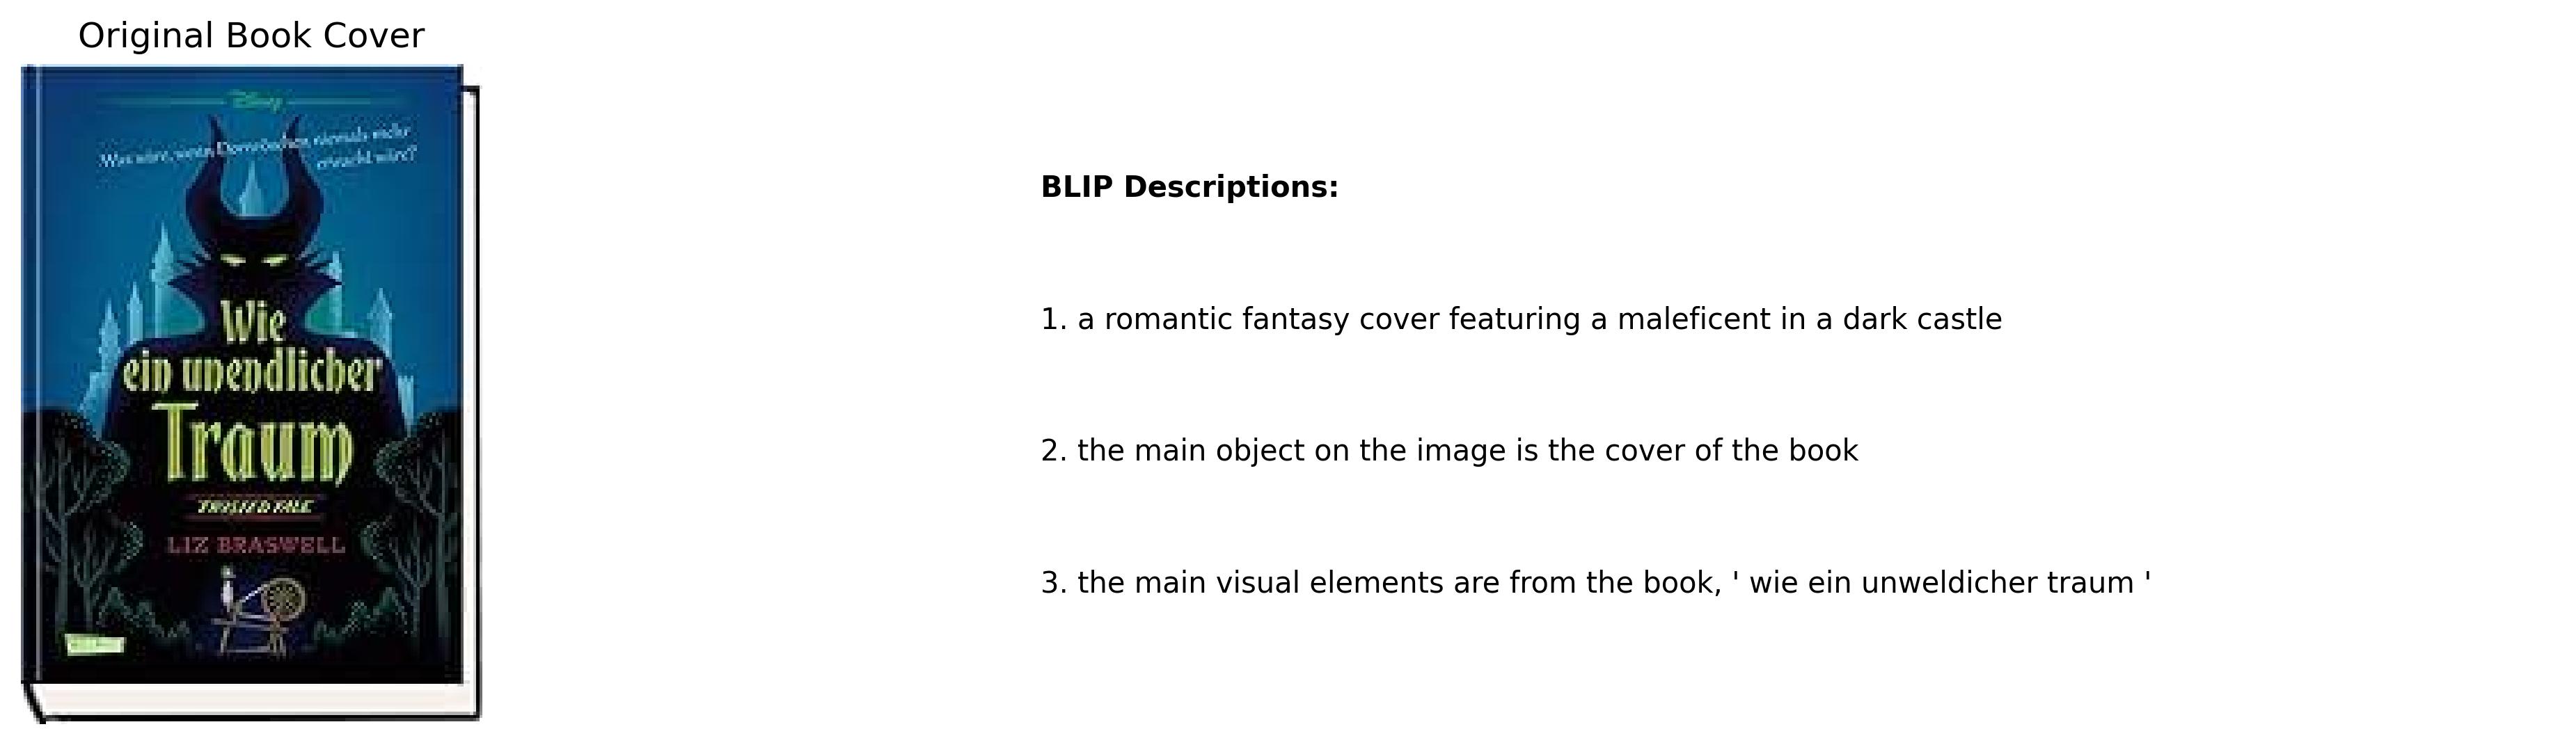 Original Book Cover
Disney
Was wäre, wenn Dornröschen niemals mehr
erwacht wäre?
Wie
ein unendlicher
Traum
TWISTED TALE
LIZ BRASWELL
BLIP Descriptions:
1. a romantic fantasy cover featuring a maleficent in a dark castle
2. the main object on the image is the cover of the book
3. the main visual elements are from the book, ' wie ein unweldicher traum '